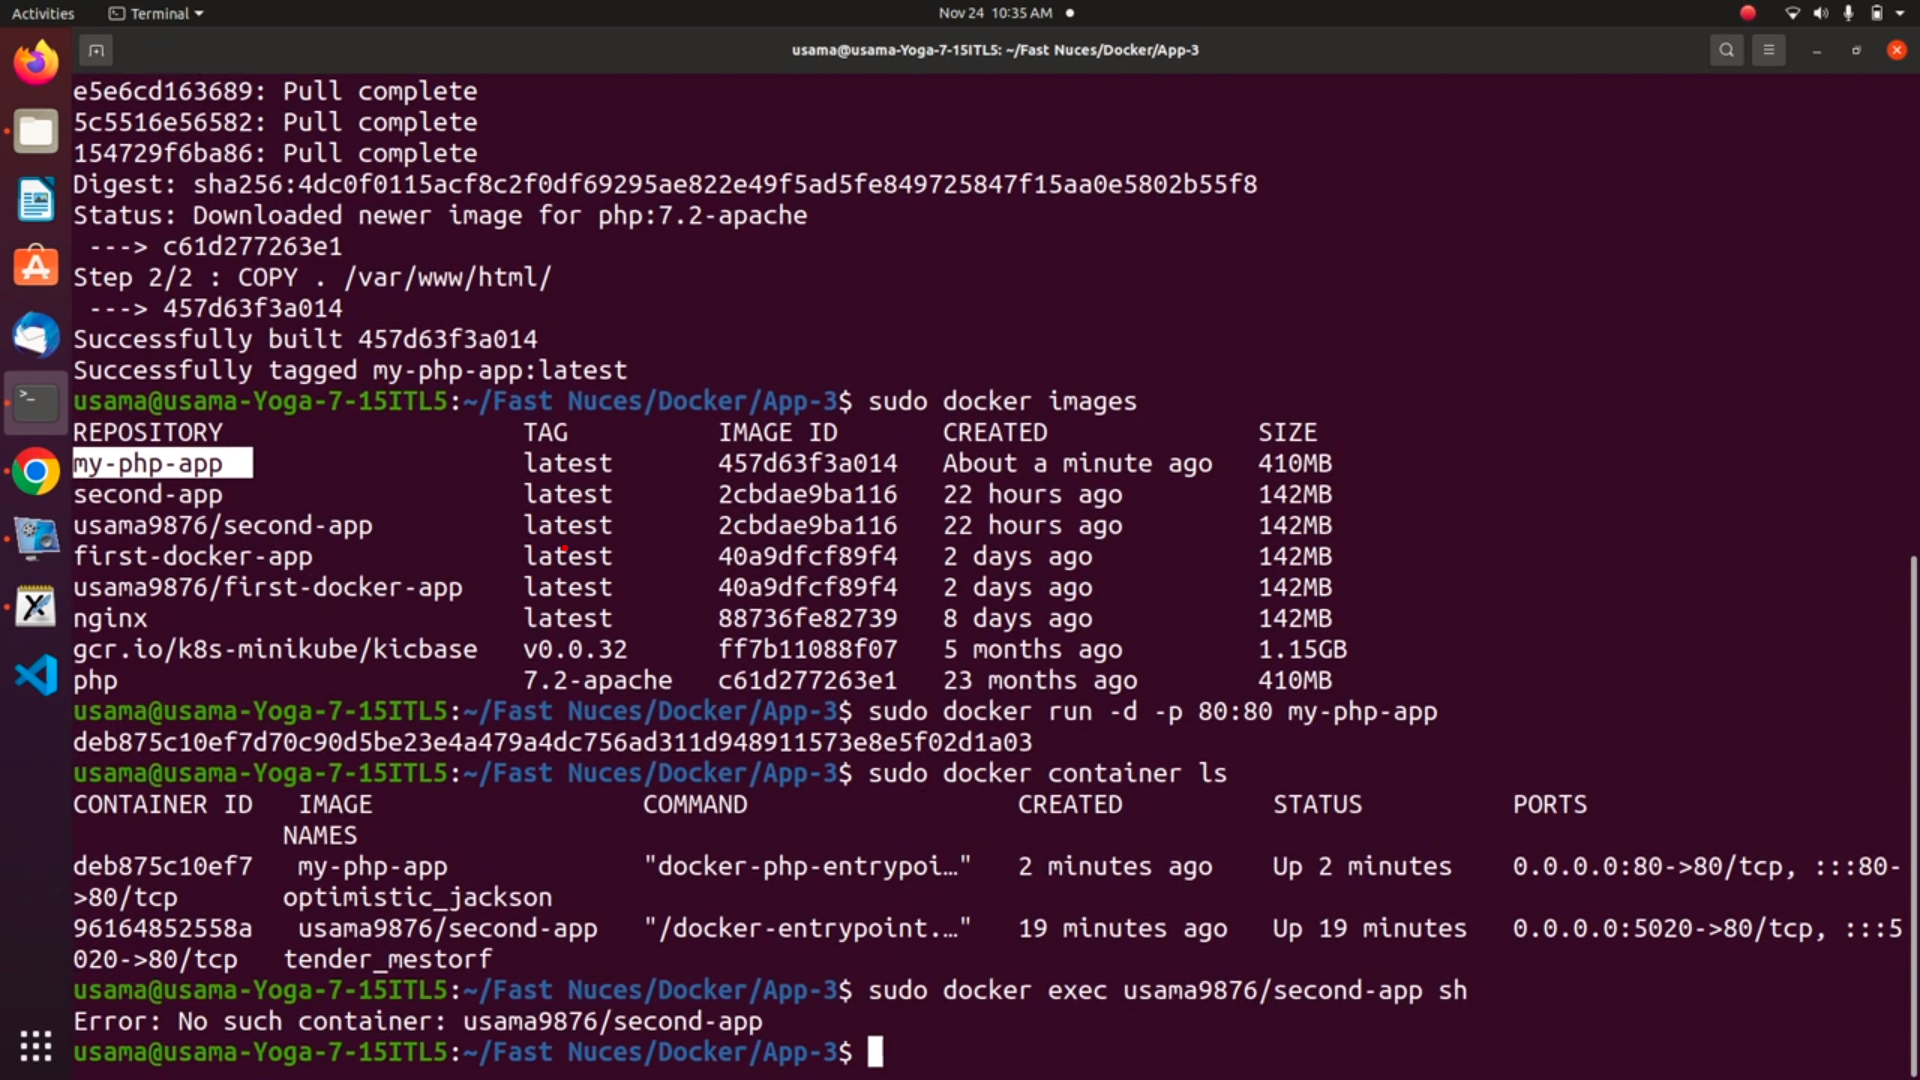 Activities
Terminal
Nov 24 10:35 AM
usama@usama-Yoga-7-15ITL5: ~/Fast Nuces/Docker/App-3
e5e6cd163689: Pull complete
5c5516e56582: Pull complete
154729f6ba86: Pull complete
Digest: sha256:4dc0f0115acf8c2f0df69295ae822e49f5ad5fe849725847f15aa0e5802b55f8
Status: Downloaded newer image for php:7.2-apache
 ---> c61d277263e1
Step 2/2 : COPY . /var/www/html/
 ---> 457d63f3a014
Successfully built 457d63f3a014
Successfully tagged my-php-app:latest
usama@usama-Yoga-7-15ITL5:~/Fast Nuces/Docker/App-3$ sudo docker images
REPOSITORY TAG IMAGE ID CREATED SIZE
my-php-app latest 457d63f3a014 About a minute ago 410MB
second-app latest 2cbdae9ba116 22 hours ago 142MB
usama9876/second-app latest 2cbdae9ba116 22 hours ago 142MB
first-docker-app latest 40a9dfcf89f4 2 days ago 142MB
usama9876/first-docker-app latest 40a9dfcf89f4 2 days ago 142MB
nginx latest 88736fe82739 8 days ago 142MB
gcr.io/k8s-minikube/kicbase v0.0.32 ff7b11088f07 5 months ago 1.15GB
php 7.2-apache c61d277263e1 23 months ago 410MB
usama@usama-Yoga-7-15ITL5:~/Fast Nuces/Docker/App-3$ sudo docker run -d -p 80:80 my-php-app
deb875c10ef7d70c90d5be23e4a479a4dc756ad311d948911573e8e5f02d1a03
usama@usama-Yoga-7-15ITL5:~/Fast Nuces/Docker/App-3$ sudo docker container ls
CONTAINER ID IMAGE COMMAND CREATED STATUS PORTS
NAMES
deb875c10ef7 my-php-app "docker-php-entrypoi…" 2 minutes ago Up 2 minutes 0.0.0.0:80->80/tcp, :::80-
>80/tcp optimistic_jackson
96164852558a usama9876/second-app "/docker-entrypoint.…" 19 minutes ago Up 19 minutes 0.0.0.0:5020->80/tcp, :::5
020->80/tcp tender_mestorf
usama@usama-Yoga-7-15ITL5:~/Fast Nuces/Docker/App-3$ sudo docker exec usama9876/second-app sh
Error: No such container: usama9876/second-app
usama@usama-Yoga-7-15ITL5:~/Fast Nuces/Docker/App-3$